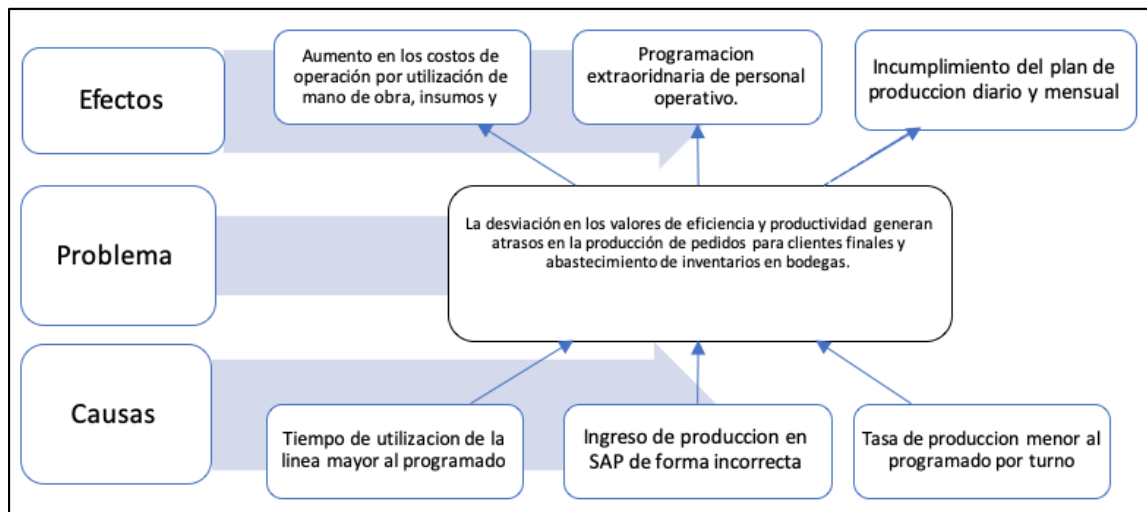 Efectos
Aumento en los costos de
operación por utilización de
mano de obra, insumos y
Programacion
extraoridnaria de personal
operativo.
Incumplimiento del plan de
produccion diario y mensual
Problema
La desviación en los valores de eficiencia y productividad generan
atrasos en la producción de pedidos para clientes finales y
abastecimiento de inventarios en bodegas.
Causas
Tiempo de utilizacion de la
linea mayor al programado
Ingreso de produccion en
SAP de forma incorrecta
Tasa de produccion menor al
programado por turno